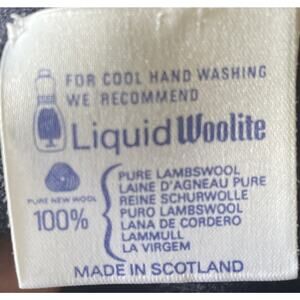 FOR COOL HAND WASHING
WE RECOMMEND
Liquid Woolite
PURE NEW WOOL
100%
PURE LAMBSWOOL
LAINE D'AGNEAU PURE
REINE SCHURWOLLE
PURO LAMBSWOOL
LANA DE CORDERO
LAMMULL
LA VIRGEM
MADE IN SCOTLAND